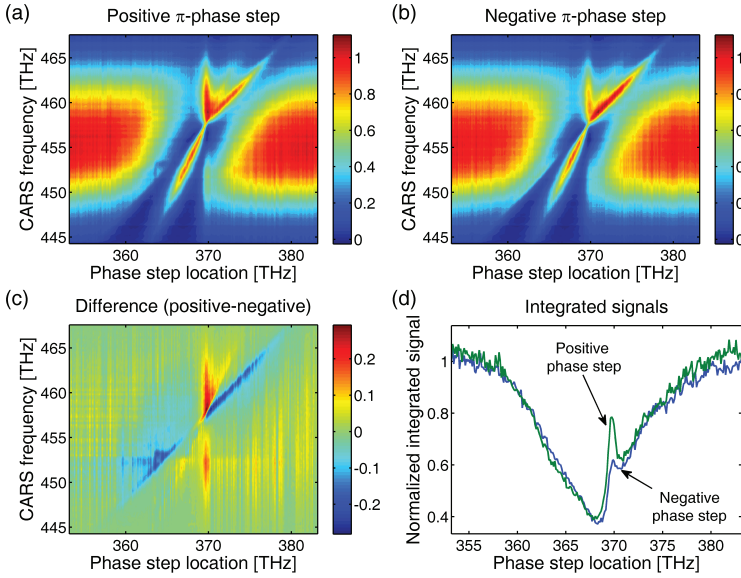 (a)
Positive π-phase step
CARS frequency [THz]
465
460
455
450
445
360
370
380
Phase step location [THz]
1
0.8
0.6
0.4
0.2
0
(b)
Negative π-phase step
CARS frequency [THz]
465
460
455
450
445
360
370
380
Phase step location [THz]
(c)
Difference (positive-negative)
CARS frequency [THz]
465
460
455
450
445
360
370
380
Phase step location [THz]
0.2
0.1
0
-0.1
-0.2
(d)
Integrated signals
Normalized integrated signal
1
0.8
0.6
0.4
Positive
phase step
Negative
phase step
355
360
365
370
375
380
Phase step location [THz]